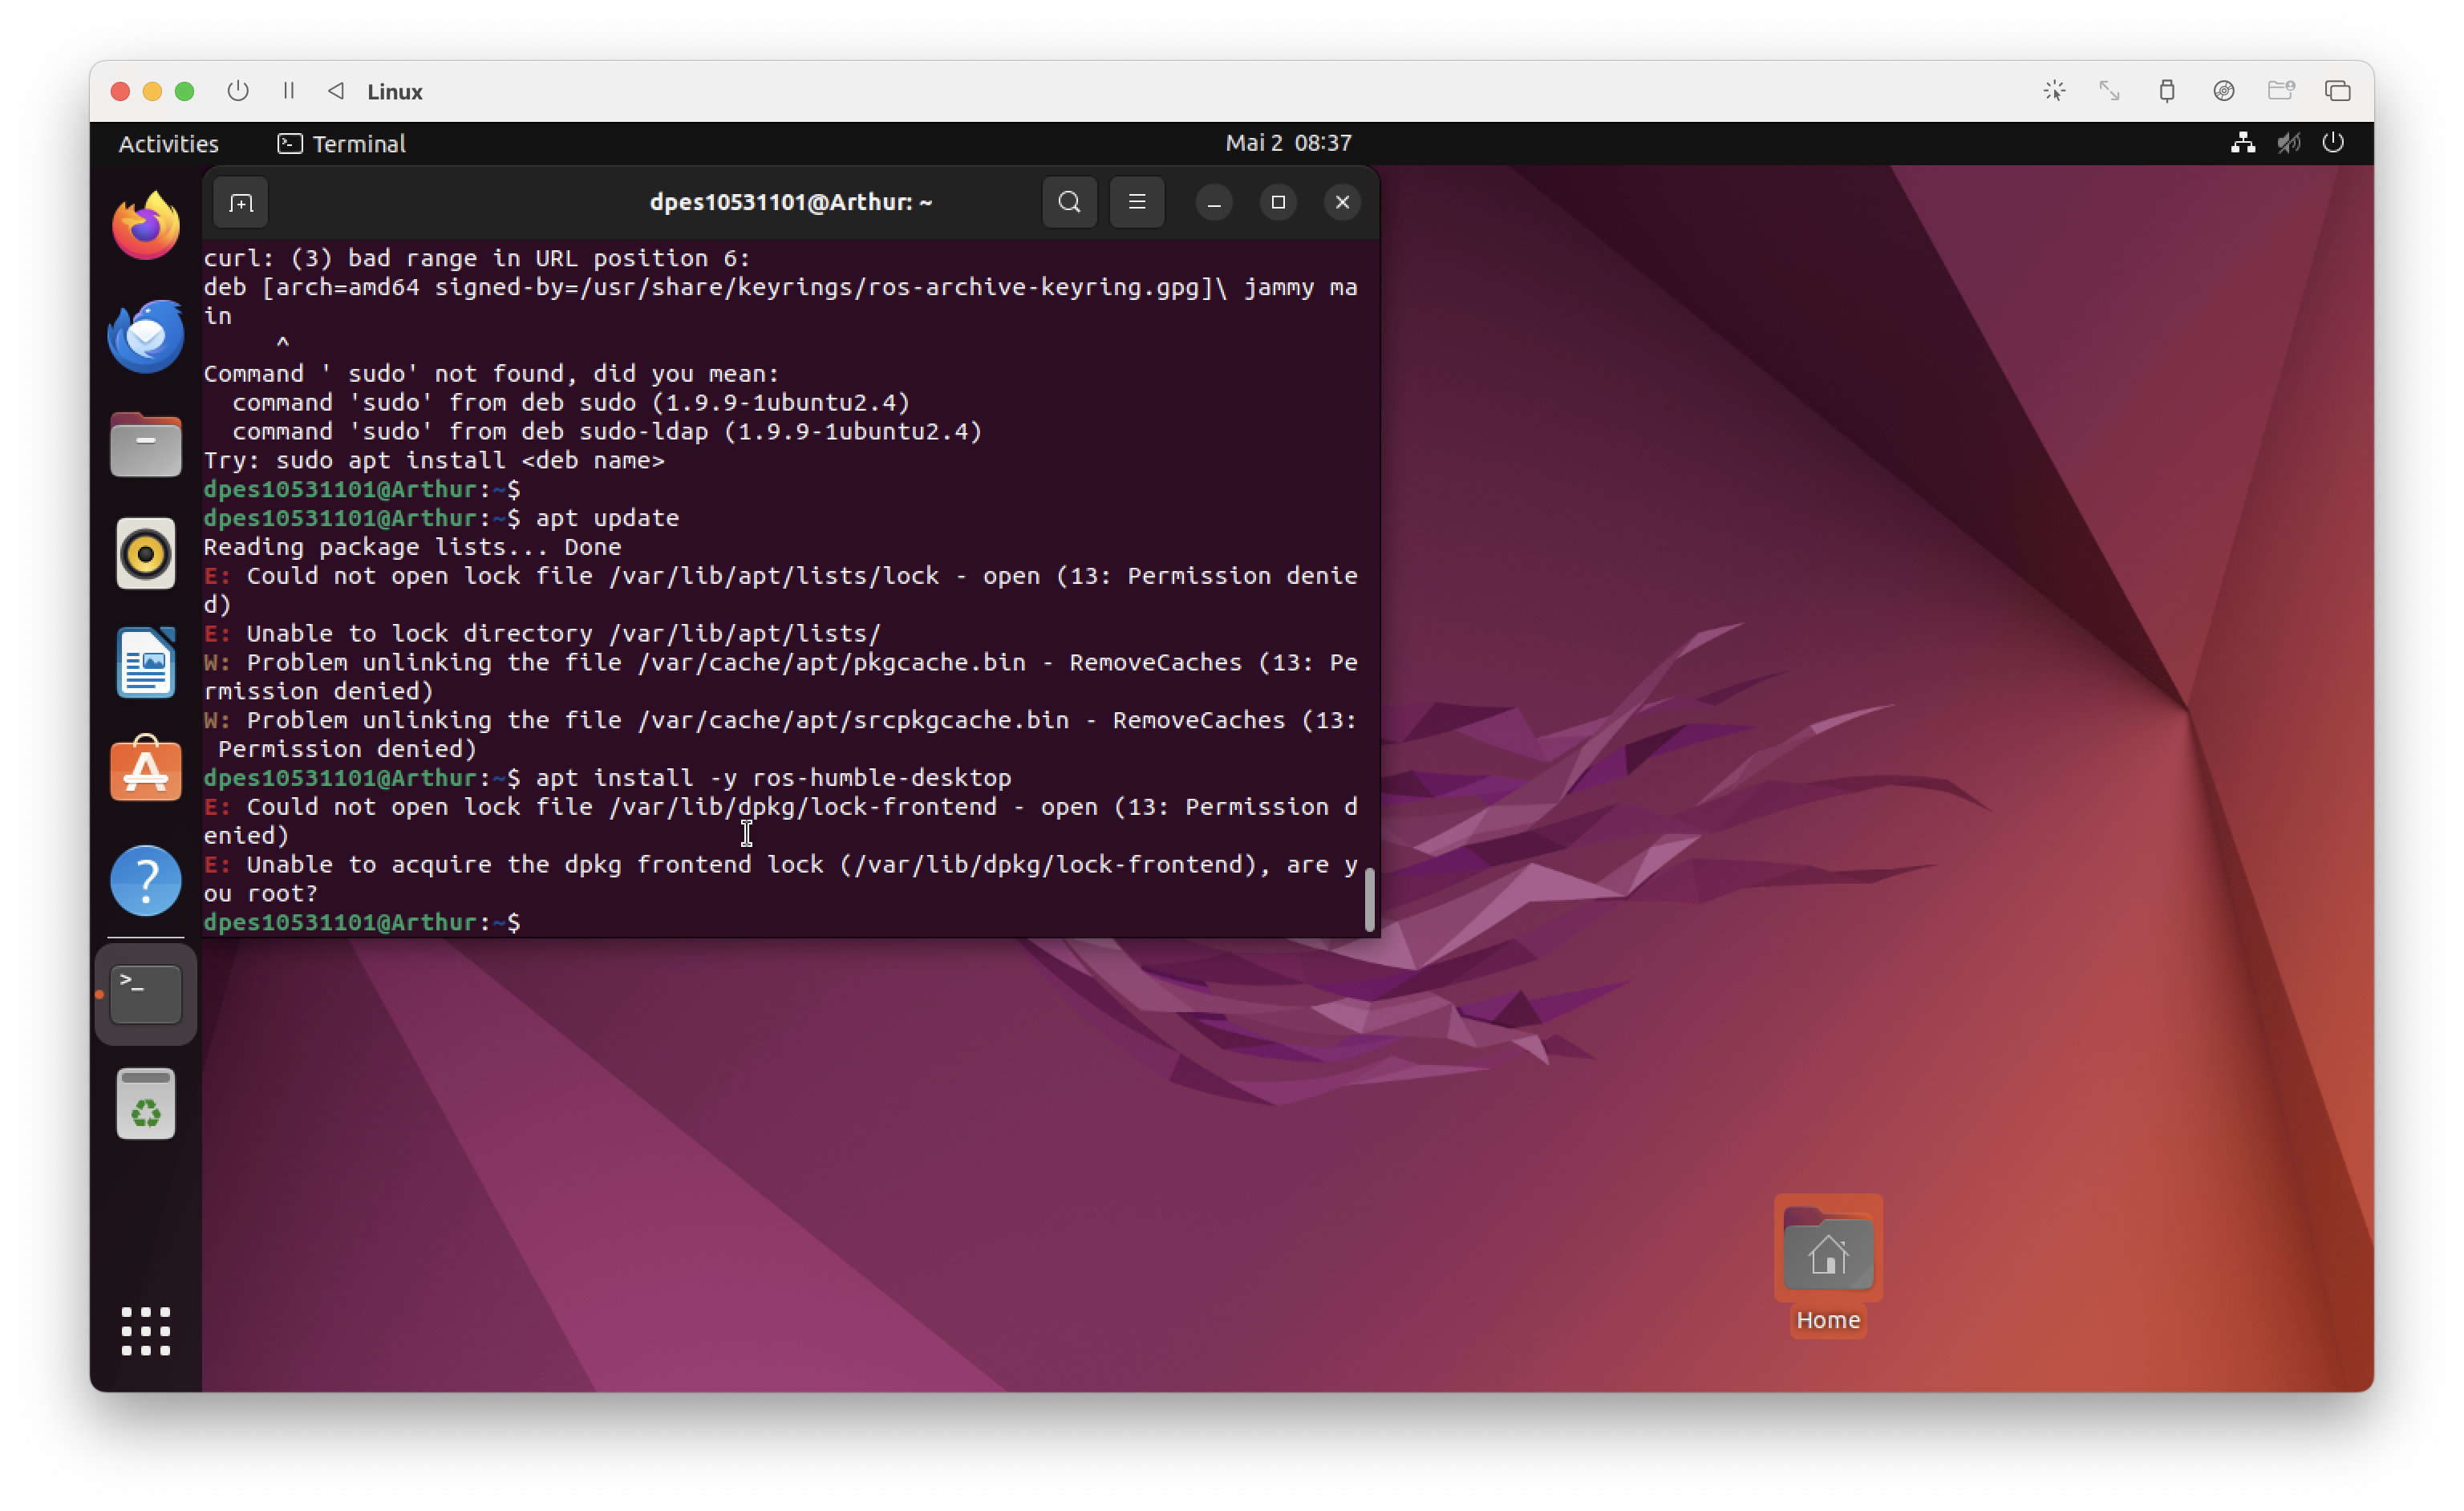 Linux
Activities
Terminal
Mai 2 08:37
dpes10531101@Arthur: ~
curl: (3) bad range in URL position 6:
deb [arch=amd64 signed-by=/usr/share/keyrings/ros-archive-keyring.gpg]\ jammy ma
in
^
Command ' sudo' not found, did you mean:
command 'sudo' from deb sudo (1.9.9-1ubuntu2.4)
command 'sudo' from deb sudo-ldap (1.9.9-1ubuntu2.4)
Try: sudo apt install <deb name>
dpes10531101@Arthur:~$
dpes10531101@Arthur:~$ apt update
Reading package lists... Done
E: Could not open lock file /var/lib/apt/lists/lock - open (13: Permission denie
d)
E: Unable to lock directory /var/lib/apt/lists/
W: Problem unlinking the file /var/cache/apt/pkgcache.bin - RemoveCaches (13: Pe
rmission denied)
W: Problem unlinking the file /var/cache/apt/srcpkgcache.bin - RemoveCaches (13:
Permission denied)
dpes10531101@Arthur:~$ apt install -y ros-humble-desktop
E: Could not open lock file /var/lib/dpkg/lock-frontend - open (13: Permission d
enied)
E: Unable to acquire the dpkg frontend lock (/var/lib/dpkg/lock-frontend), are y
ou root?
dpes10531101@Arthur:~$
Home